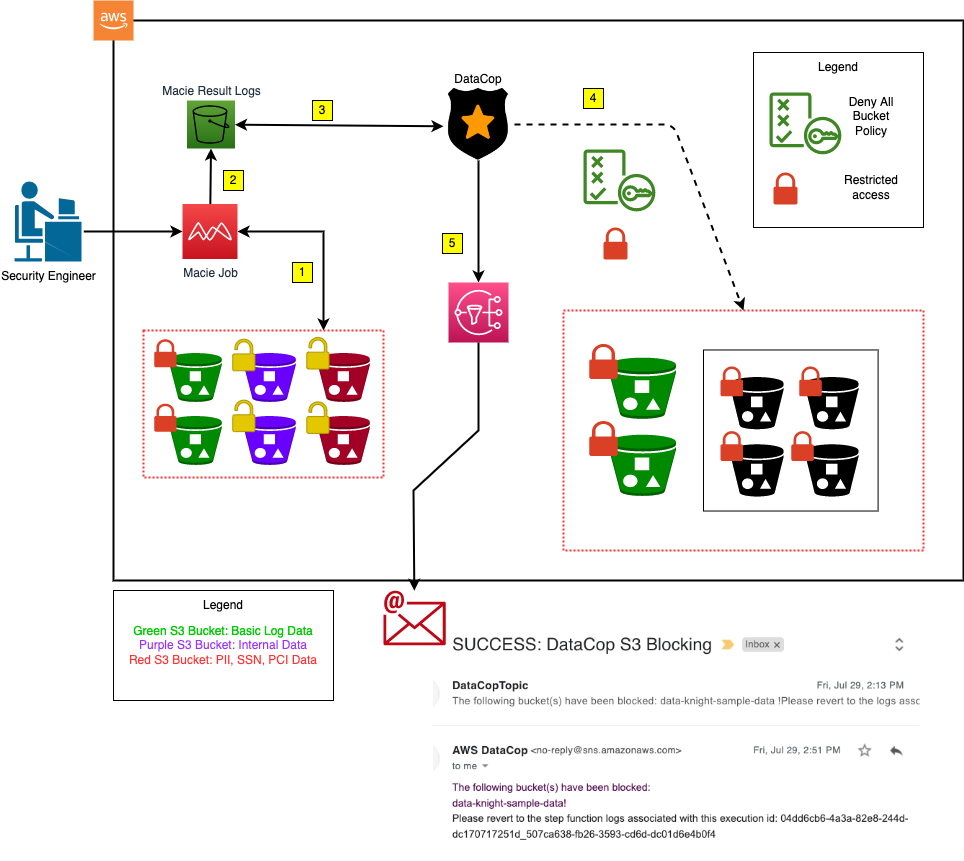 aws
Macie Result Logs
DataCop
3
4
Legend
Deny All
Bucket
Policy
Restricted
access
2
Security Engineer
Macie Job
1
5
Legend
Green S3 Bucket: Basic Log Data
Purple S3 Bucket: Internal Data
Red S3 Bucket: PII, SSN, PCI Data
@
SUCCESS: DataCop S3 Blocking
Inbox x
DataCopTopic
Fri, Jul 29, 2:13 PM
The following bucket(s) have been blocked: data-knight-sample-data !Please revert to the logs assc
AWS DataCop <no-reply@sns.amazonaws.com>
Fri, Jul 29, 2:51 PM
to me
The following bucket(s) have been blocked:
data-knight-sample-data!
Please revert to the step function logs associated with this execution id: 04dd6cb6-4a3a-82e8-244d-
dc170717251d_507ca638-fb26-3593-cd6d-dc01d6e4b0f4